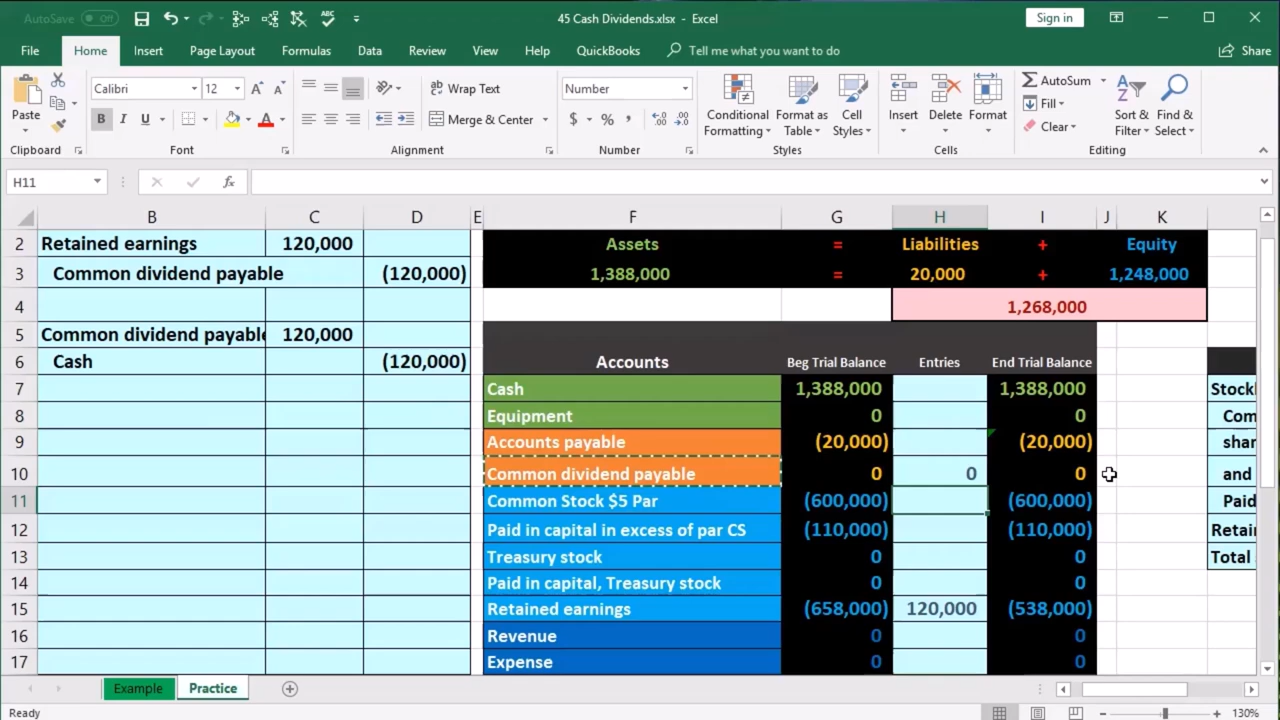 AutoSave Off 45 Cash Dividends.xlsx - Excel Sign in
File Home Insert Page Layout Formulas Data Review View Help QuickBooks Tell me what you want to do Share
Calibri 12 Wrap Text Number AutoSum
Paste B I U Merge & Center $ % , Conditional Formatting Format as Table Cell Styles Insert Delete Format Fill Clear Sort & Filter Find & Select
Clipboard Font Alignment Number Styles Cells Editing
H11 fx
B C D E F G H I J K
2 Retained earnings 120,000 Assets = Liabilities + Equity
3 Common dividend payable (120,000) 1,388,000 = 20,000 + 1,248,000
4 1,268,000
5 Common dividend payable 120,000
6 Cash (120,000) Accounts Beg Trial Balance Entries End Trial Balance
7 Cash 1,388,000 1,388,000 Stockl
8 Equipment 0 0 Com
9 Accounts payable (20,000) (20,000) shar
10 Common dividend payable 0 0 0 and
11 Common Stock $5 Par (600,000) (600,000) Paid
12 Paid in capital in excess of par CS (110,000) (110,000) Retai
13 Treasury stock 0 0 Total
14 Paid in capital, Treasury stock 0 0
15 Retained earnings (658,000) 120,000 (538,000)
16 Revenue 0 0
17 Expense 0 0
Example Practice
Ready 130%